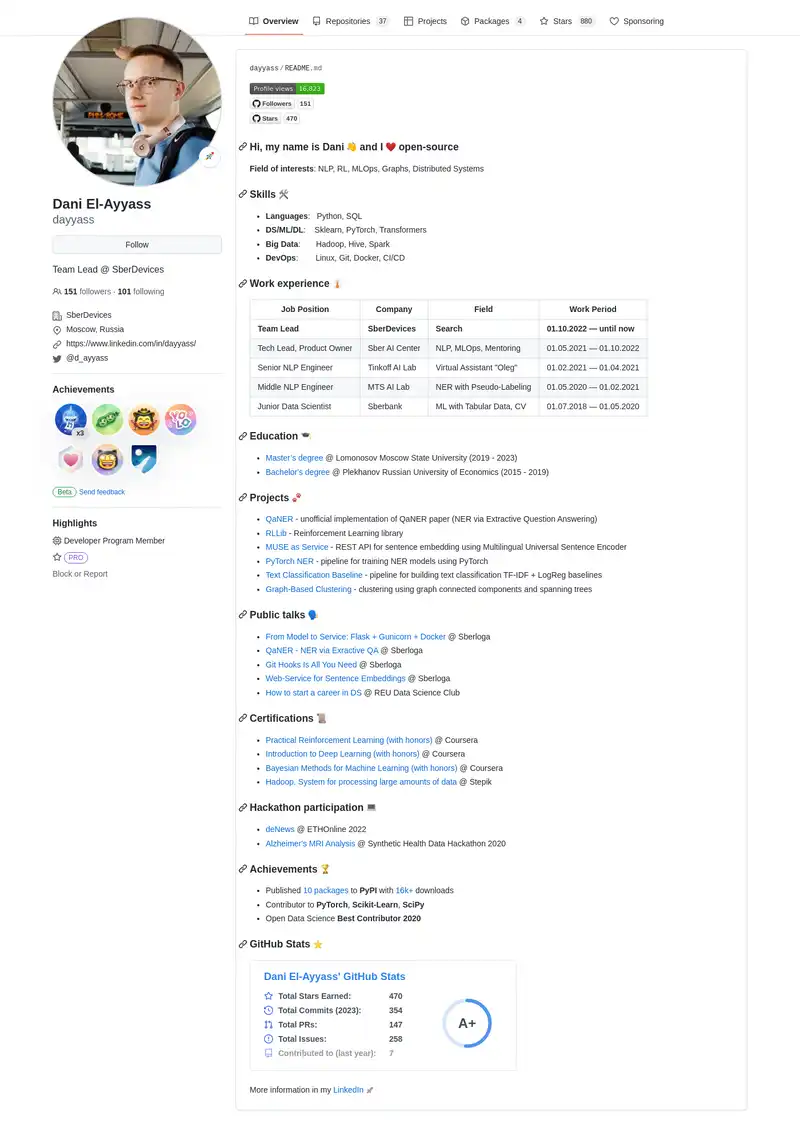 Overview Repositories 37 Projects Packages 4 Stars 880 Sponsoring
Dani El-Ayyass
dayyass
Follow
Team Lead @ SberDevices
151 followers · 101 following
SberDevices
Moscow, Russia
https://www.linkedin.com/in/dayyass/
@d_ayyass
Achievements
x3
YOLO
Beta Send feedback
Highlights
Developer Program Member
PRO
Block or Report
dayyass / README.md
Profile views 16,823
Followers 151
Stars 470
Hi, my name is Dani 👋 and I ❤️ open-source
Field of interests: NLP, RL, MLOps, Graphs, Distributed Systems
Skills 🛠
• Languages: Python, SQL
• DS/ML/DL: Sklearn, PyTorch, Transformers
• Big Data: Hadoop, Hive, Spark
• DevOps: Linux, Git, Docker, CI/CD
Work experience 👔
Job Position Company Field Work Period
Team Lead SberDevices Search 01.10.2022 — until now
Tech Lead, Product Owner Sber AI Center NLP, MLOps, Mentoring 01.05.2021 — 01.10.2022
Senior NLP Engineer Tinkoff AI Lab Virtual Assistant "Oleg" 01.02.2021 — 01.04.2021
Middle NLP Engineer MTS AI Lab NER with Pseudo-Labeling 01.05.2020 — 01.02.2021
Junior Data Scientist Sberbank ML with Tabular Data, CV 01.07.2018 — 01.05.2020
Education 🎓
• Master's degree @ Lomonosov Moscow State University (2019 - 2023)
• Bachelor's degree @ Plekhanov Russian University of Economics (2015 - 2019)
Projects 🚀
• QaNER - unofficial implementation of QaNER paper (NER via Extractive Question Answering)
• RLLib - Reinforcement Learning library
• MUSE as Service - REST API for sentence embedding using Multilingual Universal Sentence Encoder
• PyTorch NER - pipeline for training NER models using PyTorch
• Text Classification Baseline - pipeline for building text classification TF-IDF + LogReg baselines
• Graph-Based Clustering - clustering using graph connected components and spanning trees
Public talks 🗣
• From Model to Service: Flask + Gunicorn + Docker @ Sberloga
• QaNER - NER via Exractive QA @ Sberloga
• Git Hooks Is All You Need @ Sberloga
• Web-Service for Sentence Embeddings @ Sberloga
• How to start a career in DS @ REU Data Science Club
Certifications 📜
• Practical Reinforcement Learning (with honors) @ Coursera
• Introduction to Deep Learning (with honors) @ Coursera
• Bayesian Methods for Machine Learning (with honors) @ Coursera
• Hadoop. System for processing large amounts of data @ Stepik
Hackathon participation 💻
• deNews @ ETHOnline 2022
• Alzheimer's MRI Analysis @ Synthetic Health Data Hackathon 2020
Achievements 🏆
• Published 10 packages to PyPI with 16k+ downloads
• Contributor to PyTorch, Scikit-Learn, SciPy
• Open Data Science Best Contributor 2020
GitHub Stats ⭐
Dani El-Ayyass' GitHub Stats
Total Stars Earned: 470
Total Commits (2023): 354
Total PRs: 147
Total Issues: 258
Contributed to (last year): 7
A+
More information in my LinkedIn 🚀